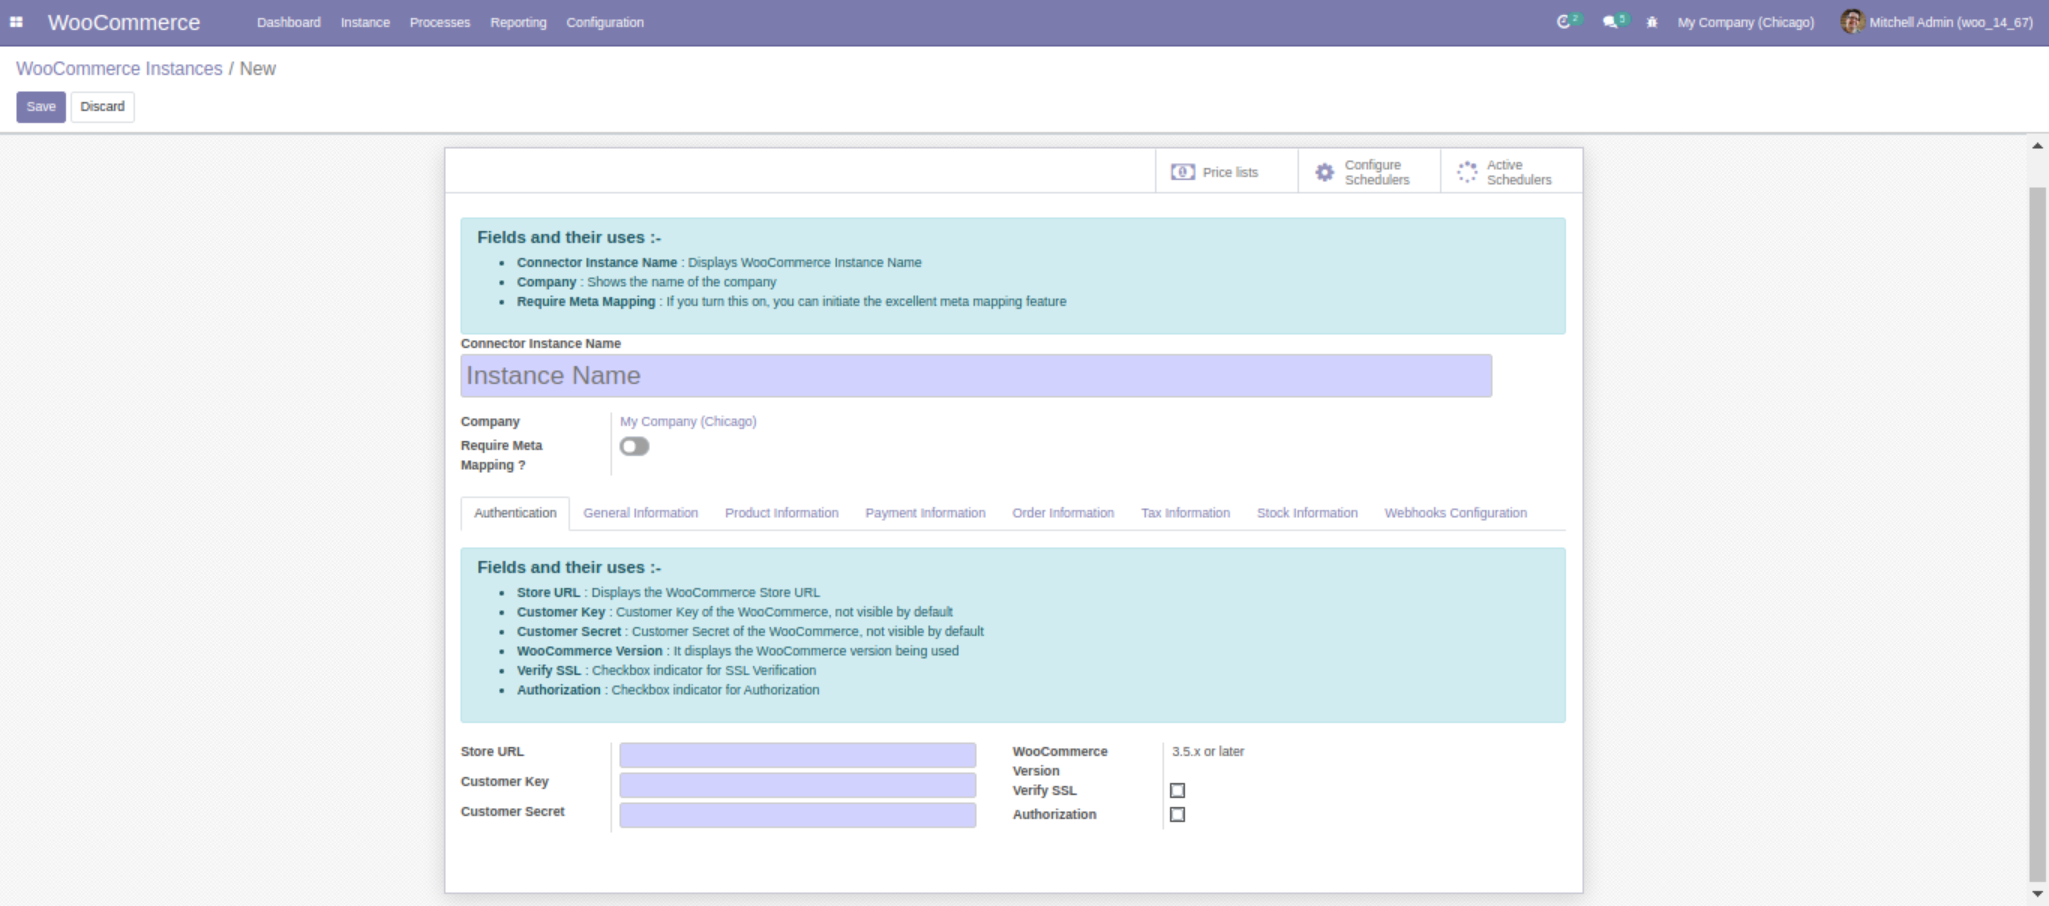 WooCommerce Dashboard Instance Processes Reporting Configuration 2 5 My Company (Chicago) Mitchell Admin (woo_14_67)
WooCommerce Instances / New
Save Discard
Price lists
Configure
Schedulers
Active
Schedulers
Fields and their uses :-
• Connector Instance Name : Displays WooCommerce Instance Name
• Company : Shows the name of the company
• Require Meta Mapping : If you turn this on, you can initiate the excellent meta mapping feature
Connector Instance Name
Instance Name
Company My Company (Chicago)
Require Meta
Mapping ?
Authentication General Information Product Information Payment Information Order Information Tax Information Stock Information Webhooks Configuration
Fields and their uses :-
• Store URL : Displays the WooCommerce Store URL
• Customer Key : Customer Key of the WooCommerce, not visible by default
• Customer Secret : Customer Secret of the WooCommerce, not visible by default
• WooCommerce Version : It displays the WooCommerce version being used
• Verify SSL : Checkbox indicator for SSL Verification
• Authorization : Checkbox indicator for Authorization
Store URL
Customer Key
Customer Secret
WooCommerce
Version
3.5.x or later
Verify SSL
Authorization